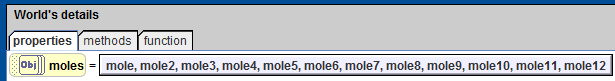 World's details
properties methods function
Obj moles = mole, mole2, mole3, mole4, mole5, mole6, mole7, mole8, mole9, mole10, mole11, mole12